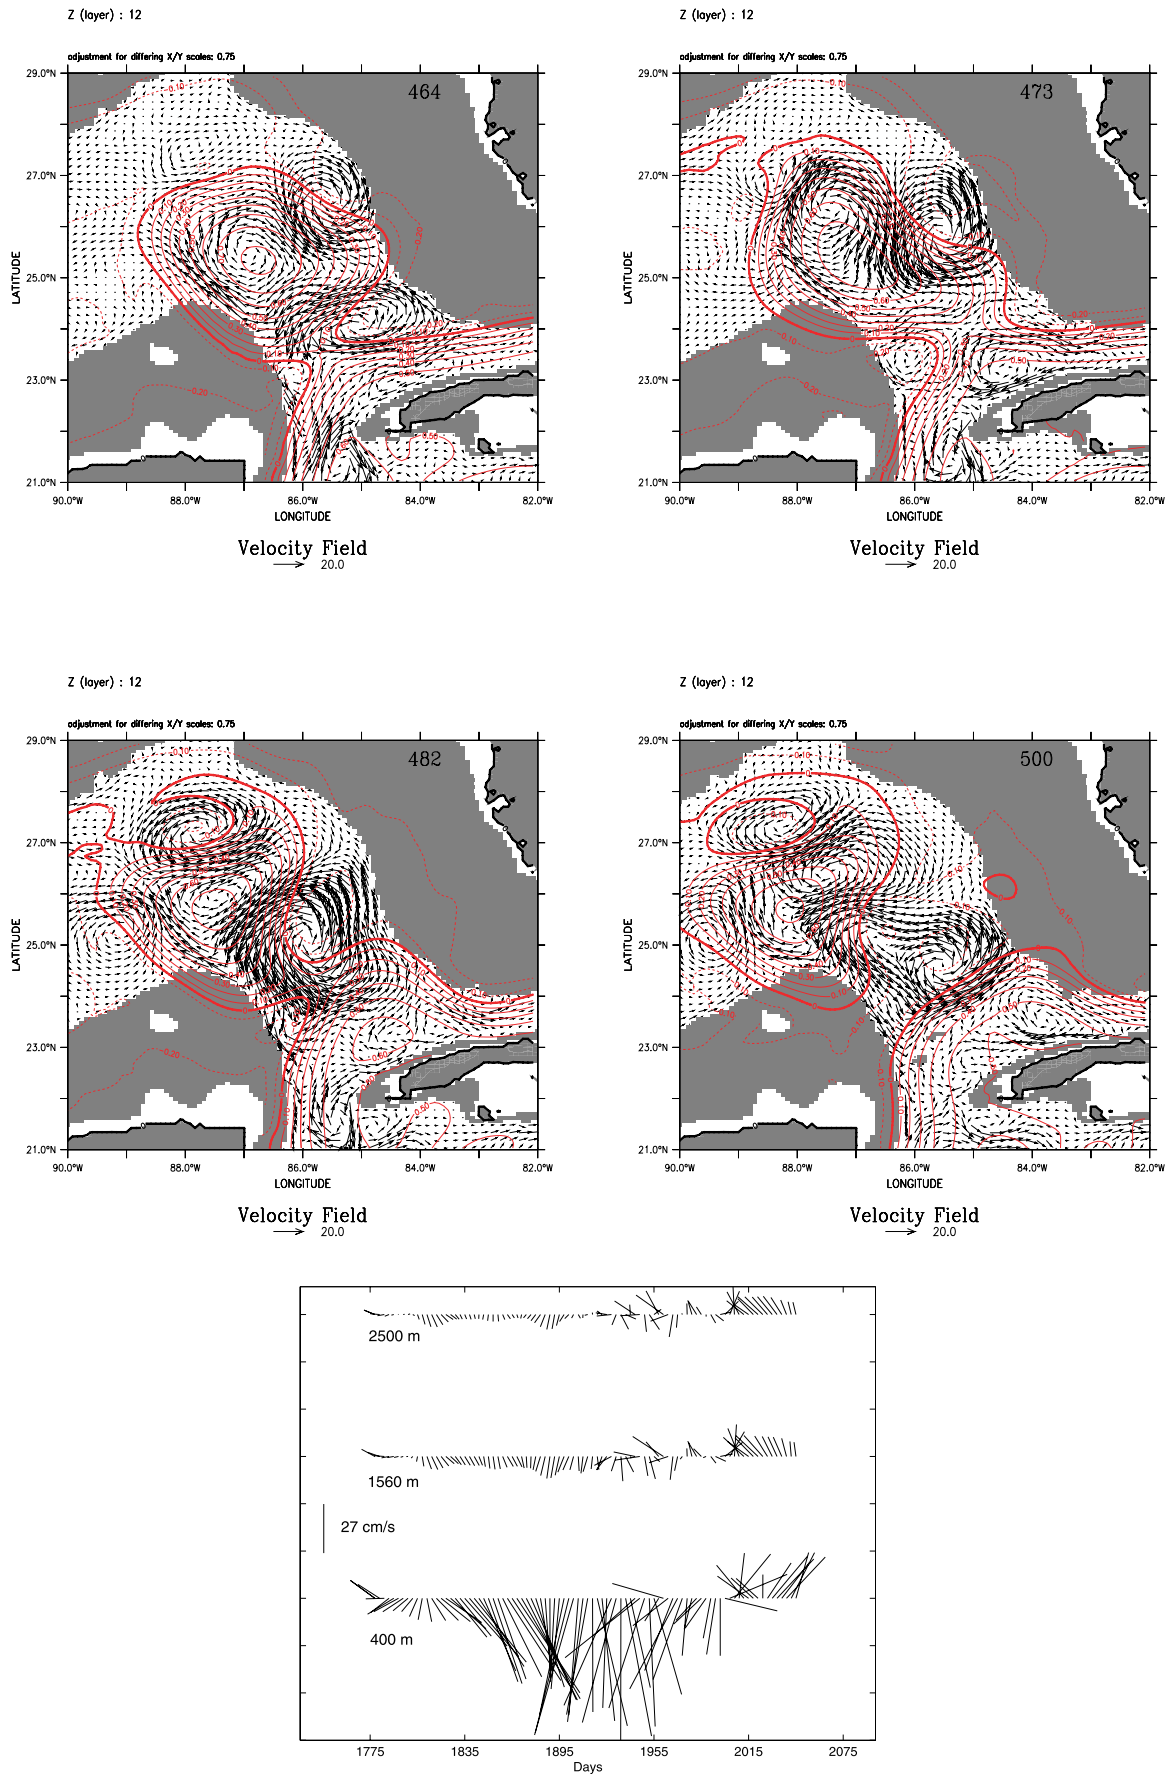 Z (layer) : 12
adjustment for differing X/Y scales: 0.75
464
29.0°N
27.0°N
25.0°N
23.0°N
21.0°N
LATITUDE
90.0°W 88.0°W 86.0°W 84.0°W 82.0°W
LONGITUDE
Velocity Field
20.0
Z (layer) : 12
adjustment for differing X/Y scales: 0.75
473
29.0°N
27.0°N
25.0°N
23.0°N
21.0°N
LATITUDE
90.0°W 88.0°W 86.0°W 84.0°W 82.0°W
LONGITUDE
Velocity Field
20.0
Z (layer) : 12
adjustment for differing X/Y scales: 0.75
482
29.0°N
27.0°N
25.0°N
23.0°N
21.0°N
LATITUDE
90.0°W 88.0°W 86.0°W 84.0°W 82.0°W
LONGITUDE
Velocity Field
20.0
Z (layer) : 12
adjustment for differing X/Y scales: 0.75
500
29.0°N
27.0°N
25.0°N
23.0°N
21.0°N
LATITUDE
90.0°W 88.0°W 86.0°W 84.0°W 82.0°W
LONGITUDE
Velocity Field
20.0
2500 m
1560 m
27 cm/s
400 m
1775 1835 1895 1955 2015 2075
Days